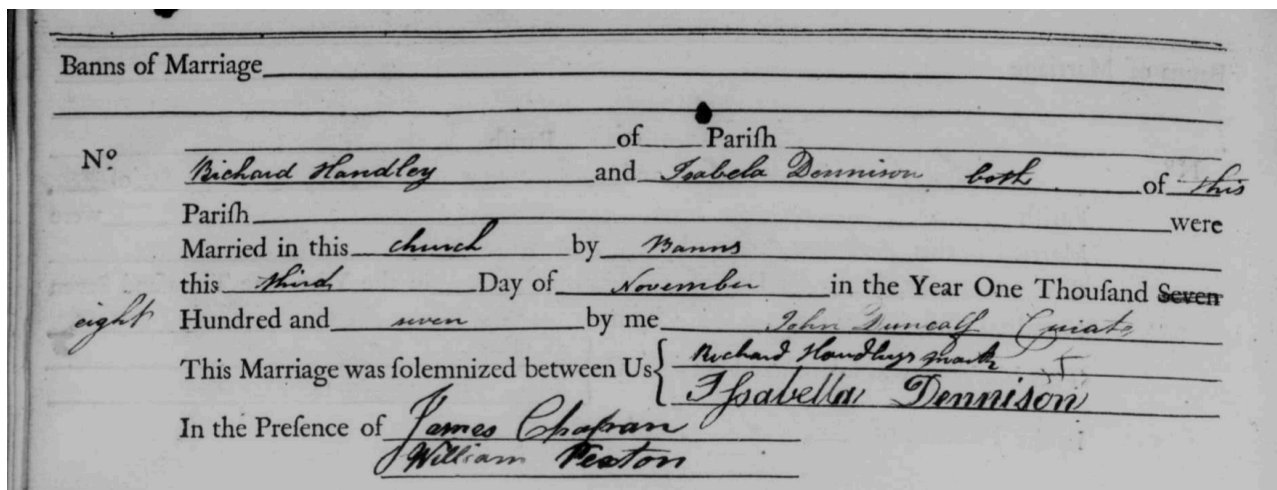 Banns of Marriage
of Pariſh
Nº Richard Handley and Isabela Dennison both of this
Pariſh were
Married in this church by Banns
this third Day of November in the Year One Thouſand Seven
eight Hundred and seven by me John Duncalf Curate
This Marriage was ſolemnized between Us Richard Handleys mark
Isabella Dennison
In the Preſence of James Chapman
William Pexton